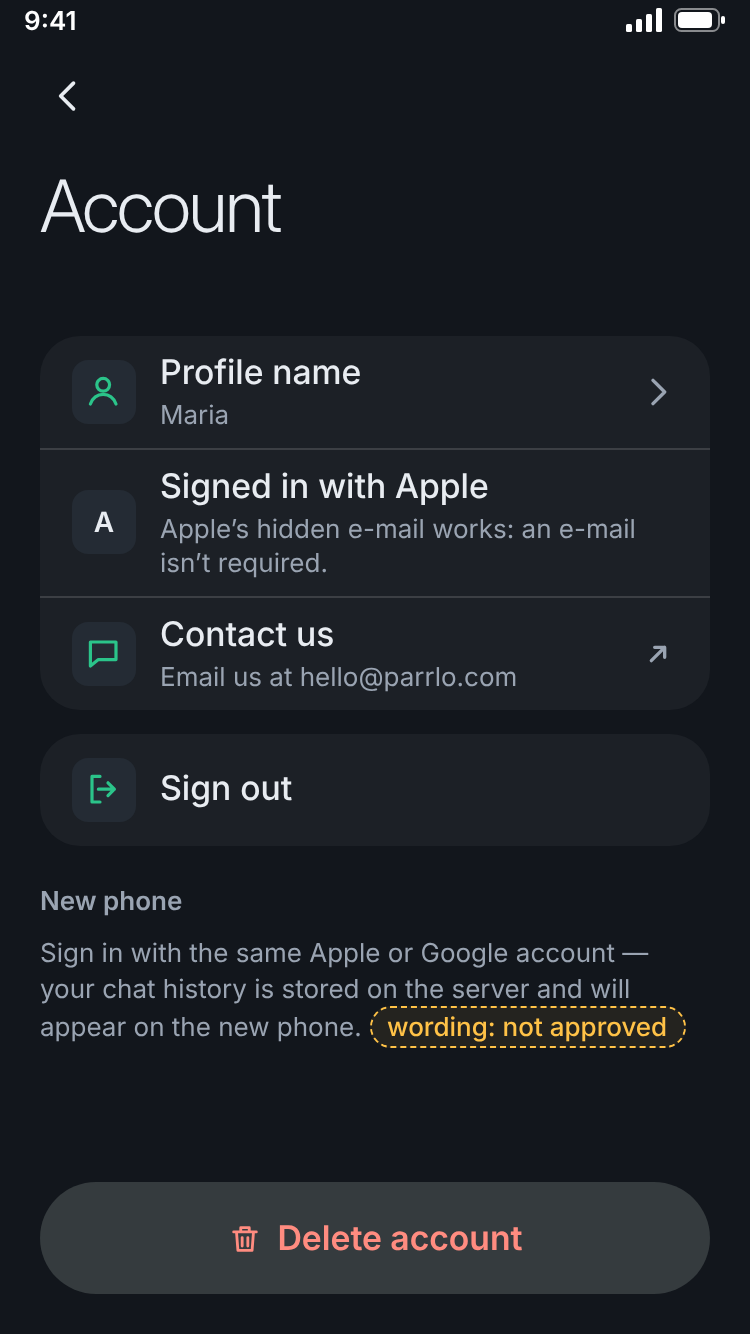 9:41
Account
Profile name
Maria
A
Signed in with Apple
Apple’s hidden e-mail works: an e-mail
isn’t required.
Contact us
Email us at hello@parrlo.com
Sign out
New phone
Sign in with the same Apple or Google account —
your chat history is stored on the server and will
appear on the new phone. wording: not approved
Delete account